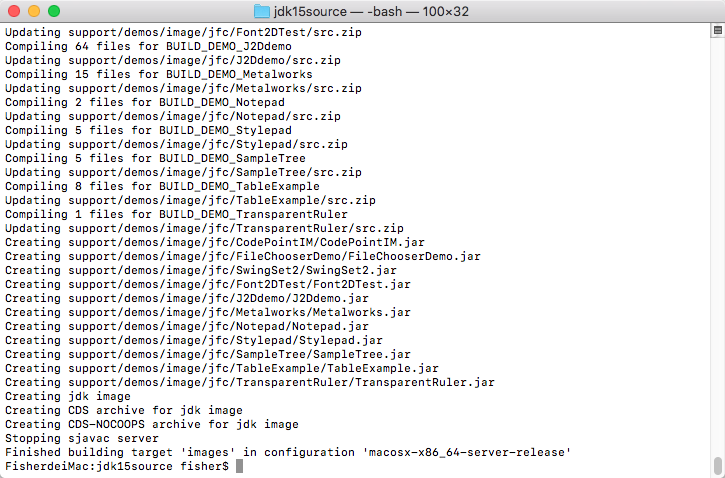 jdk15source — -bash — 100×32
Updating support/demos/image/jfc/Font2DTest/src.zip
Compiling 64 files for BUILD_DEMO_J2Ddemo
Updating support/demos/image/jfc/J2Ddemo/src.zip
Compiling 15 files for BUILD_DEMO_Metalworks
Updating support/demos/image/jfc/Metalworks/src.zip
Compiling 2 files for BUILD_DEMO_Notepad
Updating support/demos/image/jfc/Notepad/src.zip
Compiling 5 files for BUILD_DEMO_Stylepad
Updating support/demos/image/jfc/Stylepad/src.zip
Compiling 5 files for BUILD_DEMO_SampleTree
Updating support/demos/image/jfc/SampleTree/src.zip
Compiling 8 files for BUILD_DEMO_TableExample
Updating support/demos/image/jfc/TableExample/src.zip
Compiling 1 files for BUILD_DEMO_TransparentRuler
Updating support/demos/image/jfc/TransparentRuler/src.zip
Creating support/demos/image/jfc/CodePointIM/CodePointIM.jar
Creating support/demos/image/jfc/FileChooserDemo/FileChooserDemo.jar
Creating support/demos/image/jfc/SwingSet2/SwingSet2.jar
Creating support/demos/image/jfc/Font2DTest/Font2DTest.jar
Creating support/demos/image/jfc/J2Ddemo/J2Ddemo.jar
Creating support/demos/image/jfc/Metalworks/Metalworks.jar
Creating support/demos/image/jfc/Notepad/Notepad.jar
Creating support/demos/image/jfc/Stylepad/Stylepad.jar
Creating support/demos/image/jfc/SampleTree/SampleTree.jar
Creating support/demos/image/jfc/TableExample/TableExample.jar
Creating support/demos/image/jfc/TransparentRuler/TransparentRuler.jar
Creating jdk image
Creating CDS archive for jdk image
Creating CDS-NOCOOPS archive for jdk image
Stopping sjavac server
Finished building target 'images' in configuration 'macosx-x86_64-server-release'
FisherdeiMac:jdk15source fisher$